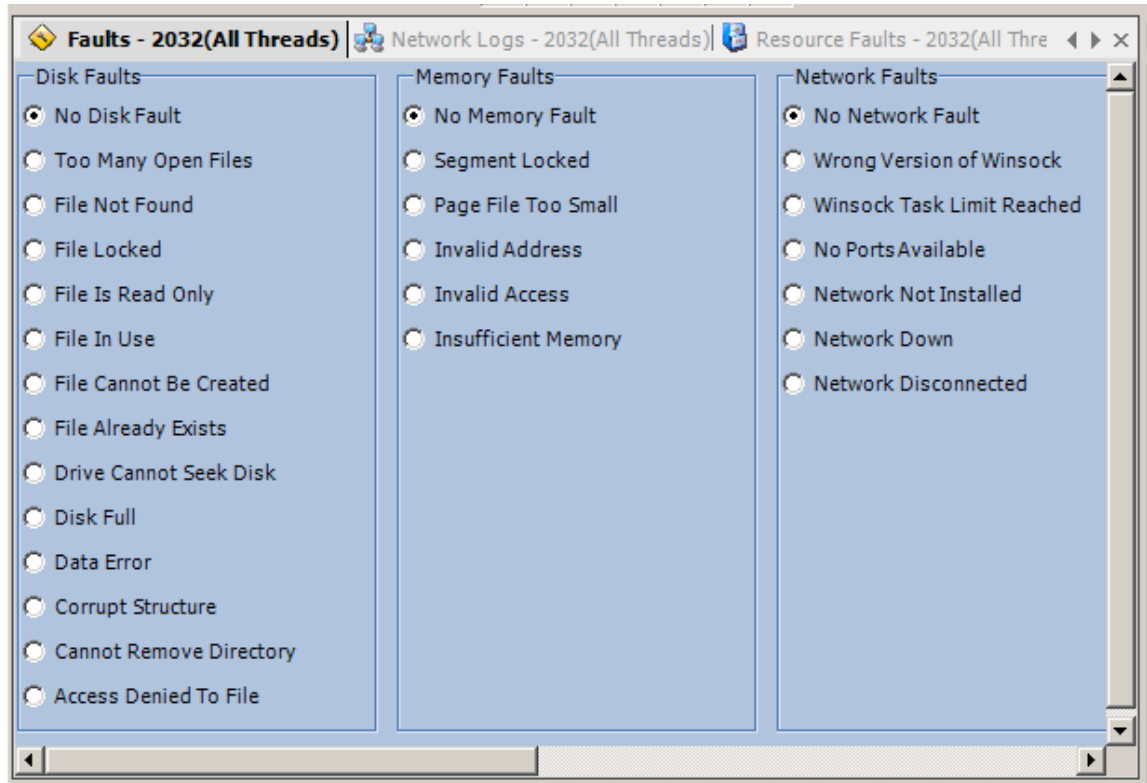 Faults - 2032(All Threads)
Network Logs - 2032(All Threads)
Resource Faults - 2032(All Thre
Disk Faults
No Disk Fault
Too Many Open Files
File Not Found
File Locked
File Is Read Only
File In Use
File Cannot Be Created
File Already Exists
Drive Cannot Seek Disk
Disk Full
Data Error
Corrupt Structure
Cannot Remove Directory
Access Denied To File
Memory Faults
No Memory Fault
Segment Locked
Page File Too Small
Invalid Address
Invalid Access
Insufficient Memory
Network Faults
No Network Fault
Wrong Version of Winsock
Winsock Task Limit Reached
No Ports Available
Network Not Installed
Network Down
Network Disconnected